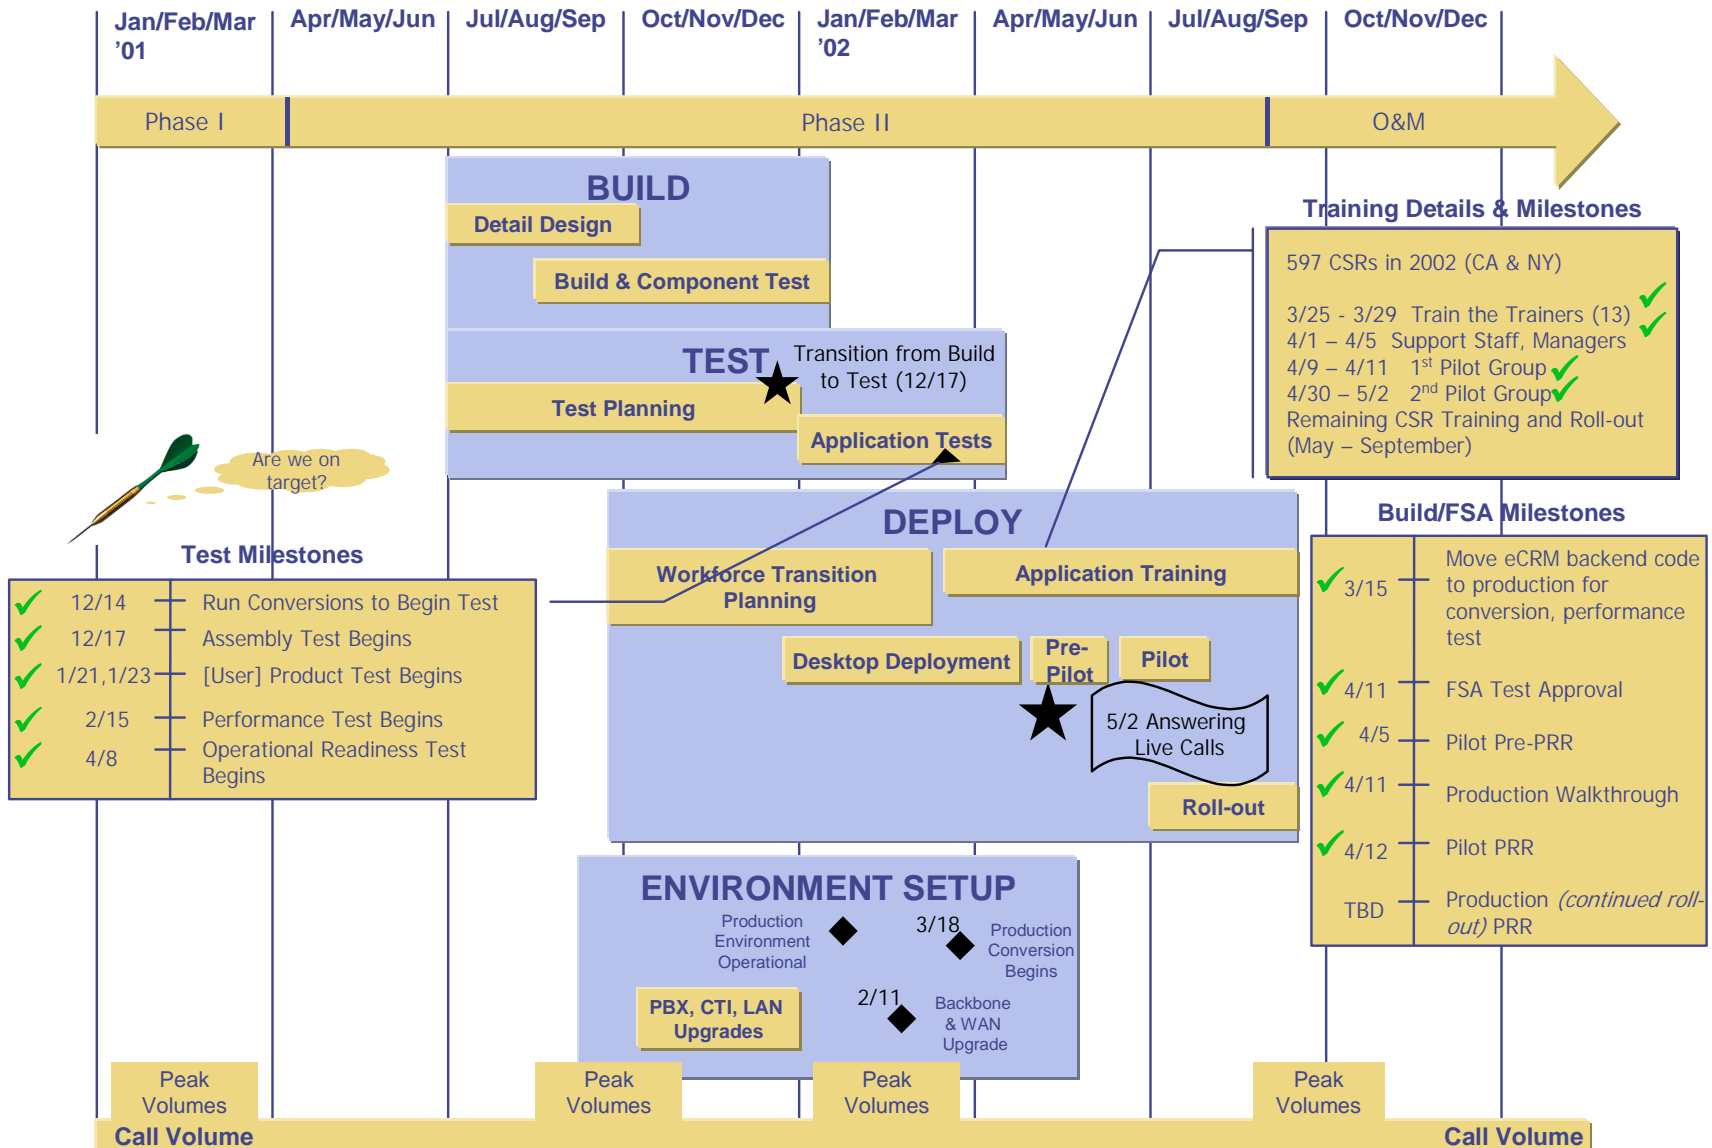 Jan/Feb/Mar
'01
Apr/May/Jun
Jul/Aug/Sep
Oct/Nov/Dec
Jan/Feb/Mar
'02
Apr/May/Jun
Jul/Aug/Sep
Oct/Nov/Dec
Phase I
Phase II
O&M
BUILD
Detail Design
Build & Component Test
TEST
Transition from Build
to Test (12/17)
Test Planning
Application Tests
Training Details & Milestones
597 CSRs in 2002 (CA & NY)
3/25 - 3/29 Train the Trainers (13)
4/1 – 4/5 Support Staff, Managers
4/9 – 4/11 1st Pilot Group
4/30 – 5/2 2nd Pilot Group
Remaining CSR Training and Roll-out
(May – September)
Are we on
target?
Test Milestones
12/14 Run Conversions to Begin Test
12/17 Assembly Test Begins
1/21,1/23 [User] Product Test Begins
2/15 Performance Test Begins
4/8 Operational Readiness Test
Begins
DEPLOY
Workforce Transition
Planning
Application Training
Desktop Deployment
Pre-
Pilot
Pilot
5/2 Answering
Live Calls
Roll-out
Build/FSA Milestones
3/15 Move eCRM backend code
to production for
conversion, performance
test
4/11 FSA Test Approval
4/5 Pilot Pre-PRR
4/11 Production Walkthrough
4/12 Pilot PRR
TBD Production (continued roll-
out) PRR
ENVIRONMENT SETUP
Production
Environment
Operational
3/18
Production
Conversion
Begins
PBX, CTI, LAN
Upgrades
2/11
Backbone
& WAN
Upgrade
Peak
Volumes
Peak
Volumes
Peak
Volumes
Peak
Volumes
Call Volume
Call Volume